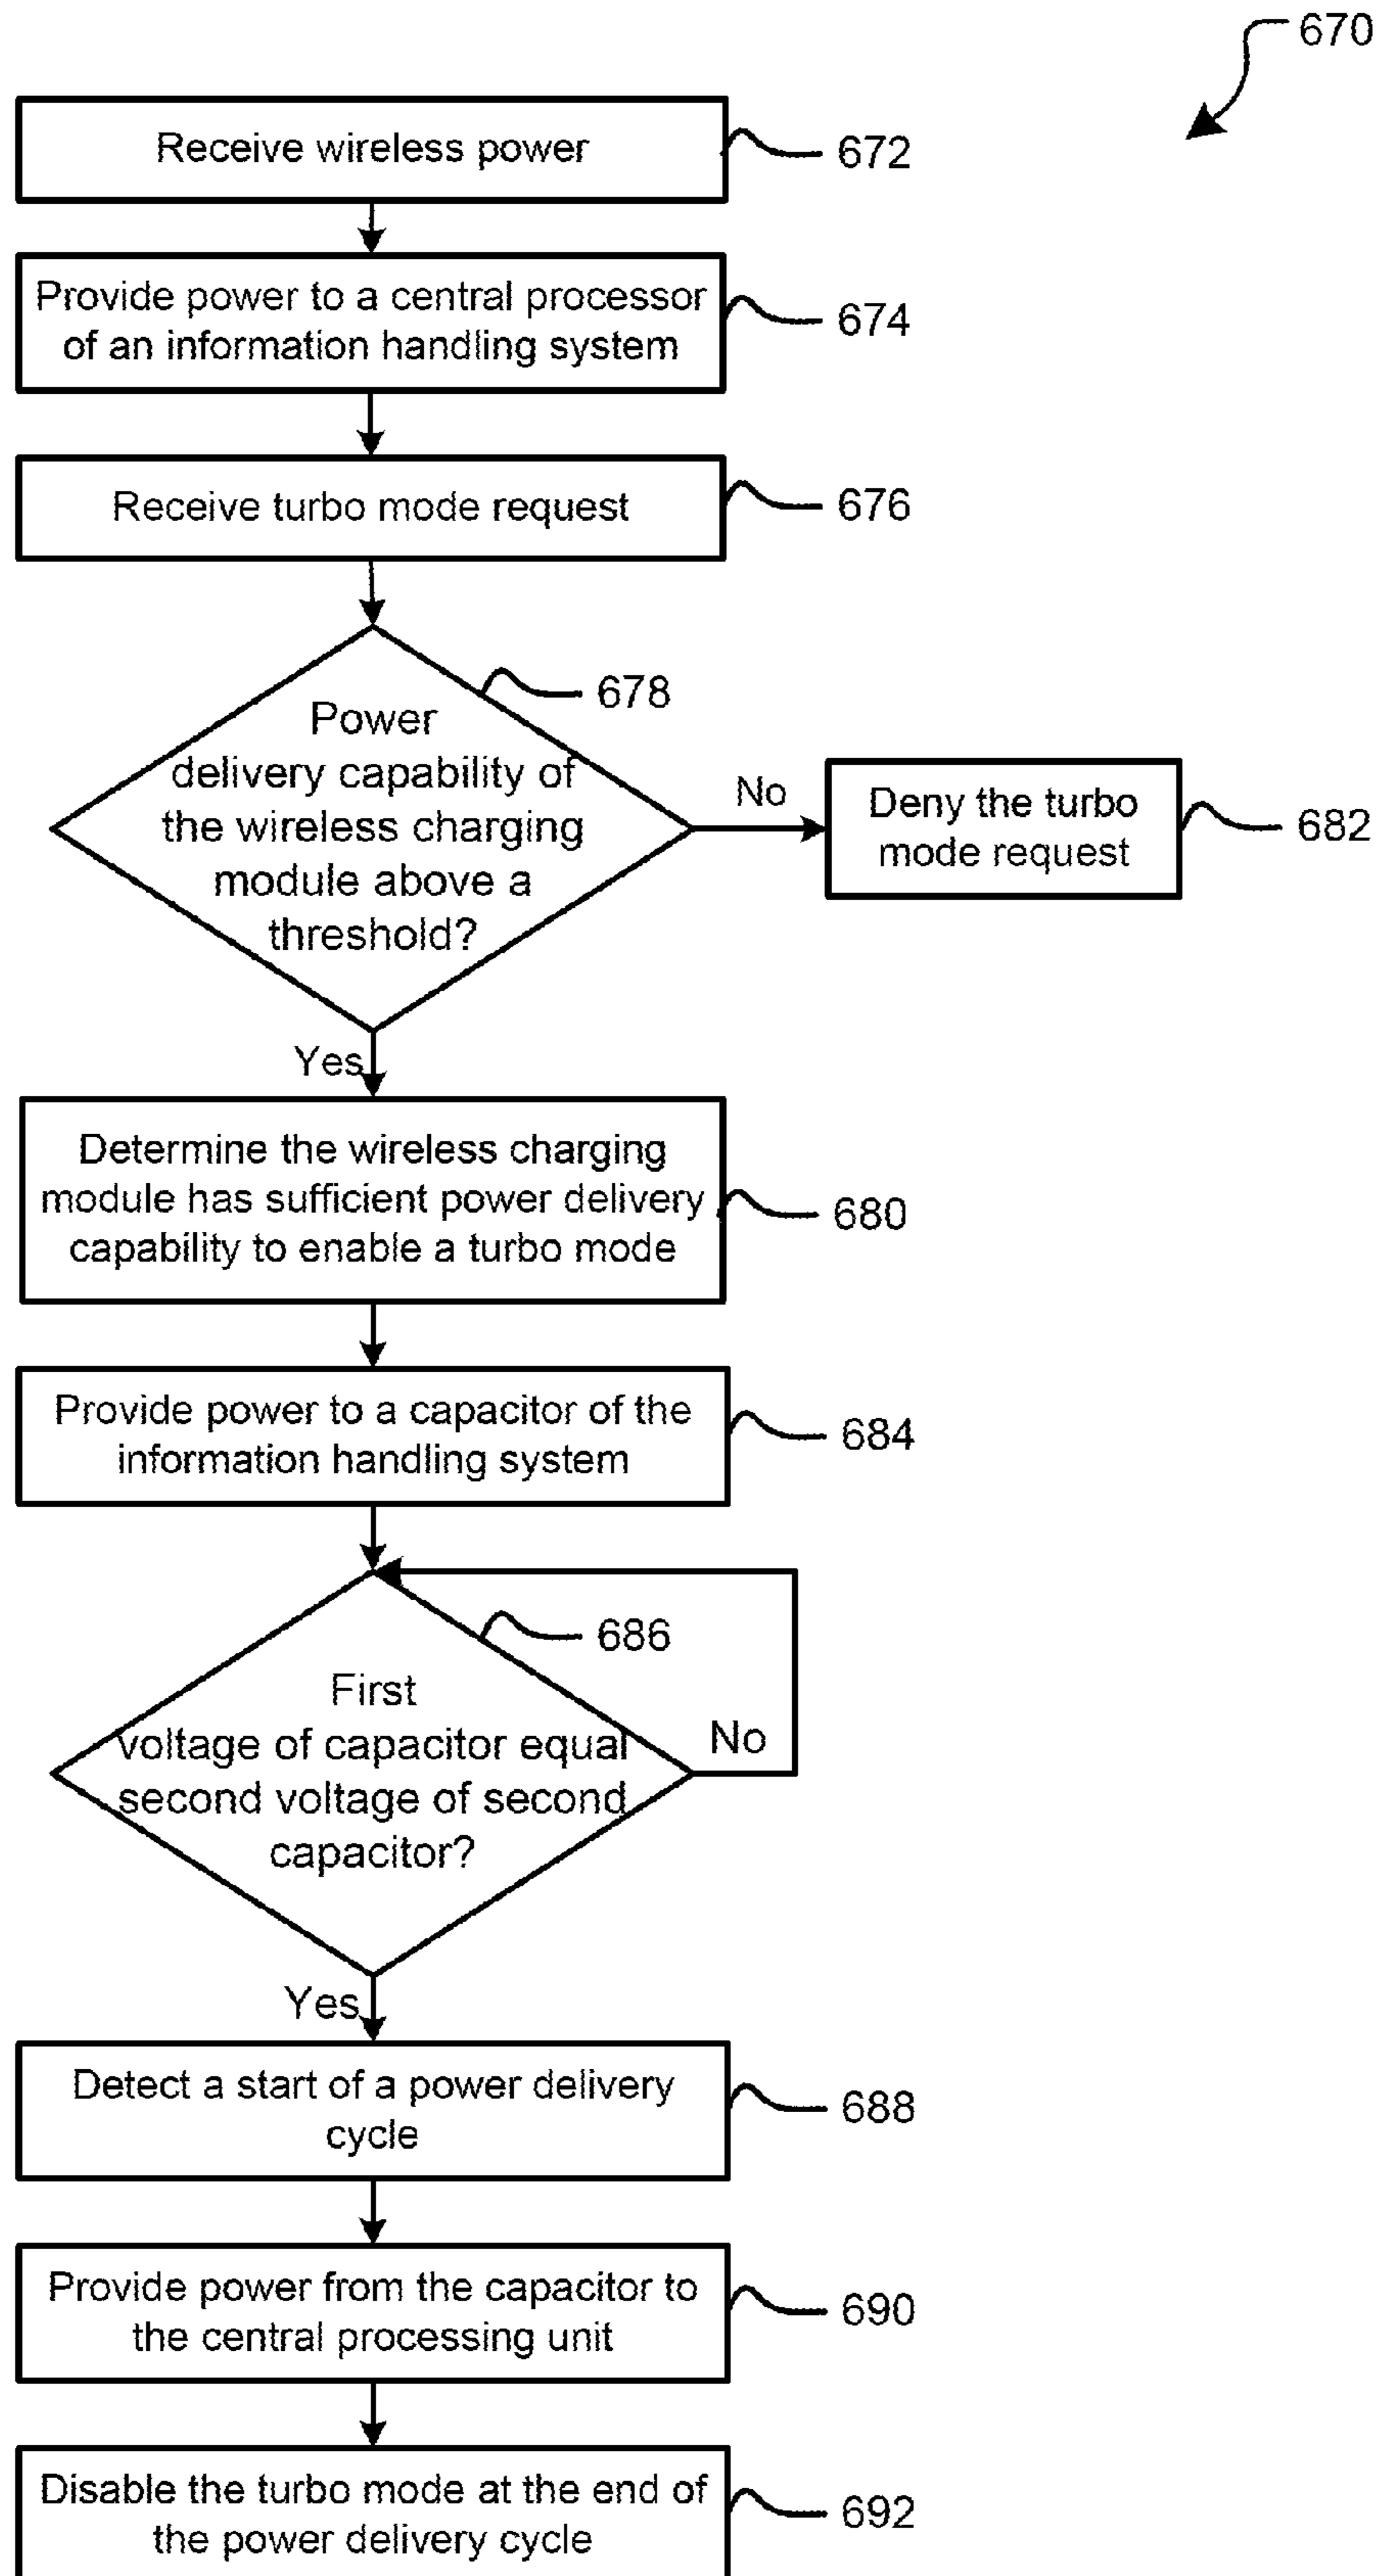 670
Receive wireless power
672
Provide power to a central processor
of an information handling system
674
Receive turbo mode request
676
678
Power
delivery capability of
the wireless charging
module above a
threshold?
No
Deny the turbo
mode request
682
Yes
Determine the wireless charging
module has sufficient power delivery
capability to enable a turbo mode
680
Provide power to a capacitor of the
information handling system
684
686
First
voltage of capacitor equal
second voltage of second
capacitor?
No
Yes
Detect a start of a power delivery
cycle
688
Provide power from the capacitor to
the central processing unit
690
Disable the turbo mode at the end of
the power delivery cycle
692